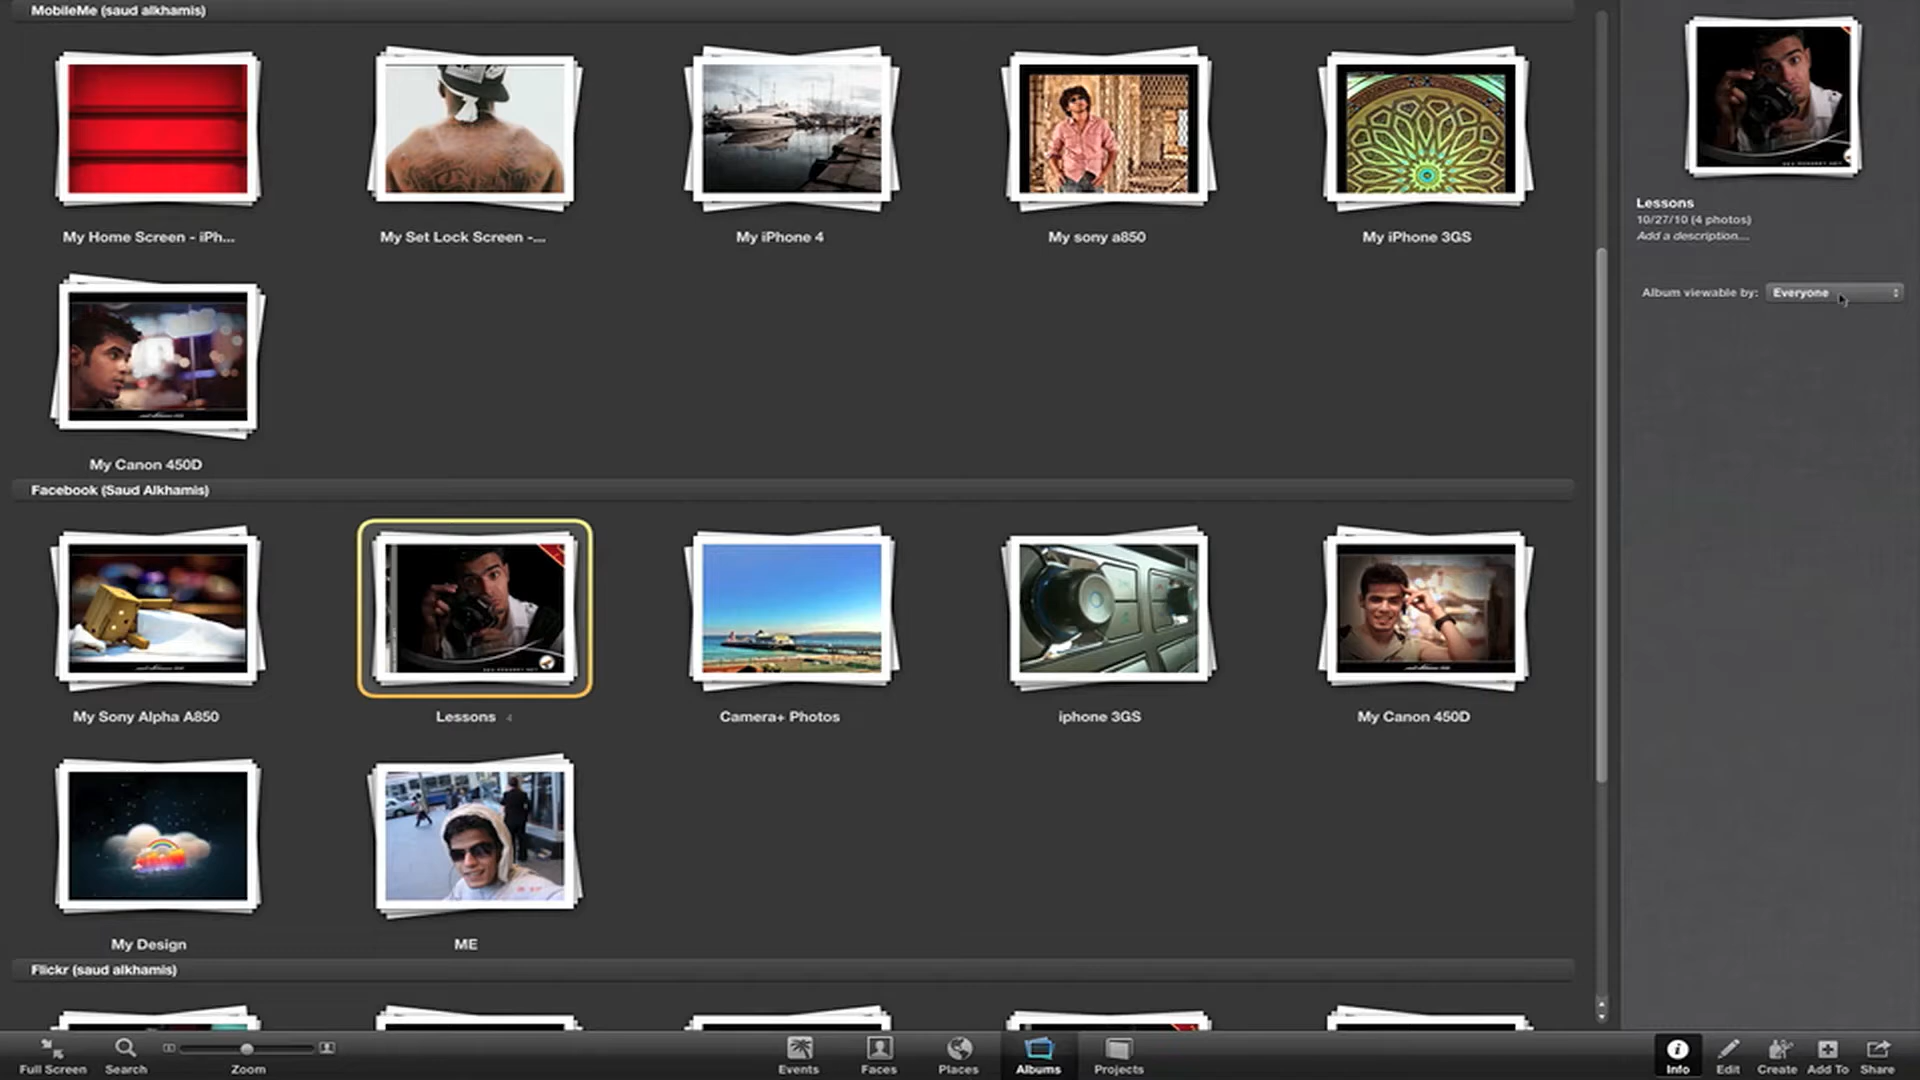 MobileMe (saud alkhamis)
My Home Screen - iPh...
My Set Lock Screen -...
My iPhone 4
My sony a850
My iPhone 3GS
My Canon 450D
Facebook (Saud Alkhamis)
My Sony Alpha A850
Lessons 4
Camera+ Photos
iphone 3GS
My Canon 450D
My Design
ME
Flickr (saud alkhamis)
Lessons
10/27/10 (4 photos)
Add a description....
Album viewable by: Everyone
Full Screen
Search
Zoom
Events
Faces
Places
Albums
Projects
Info
Edit
Create
Add To
Share